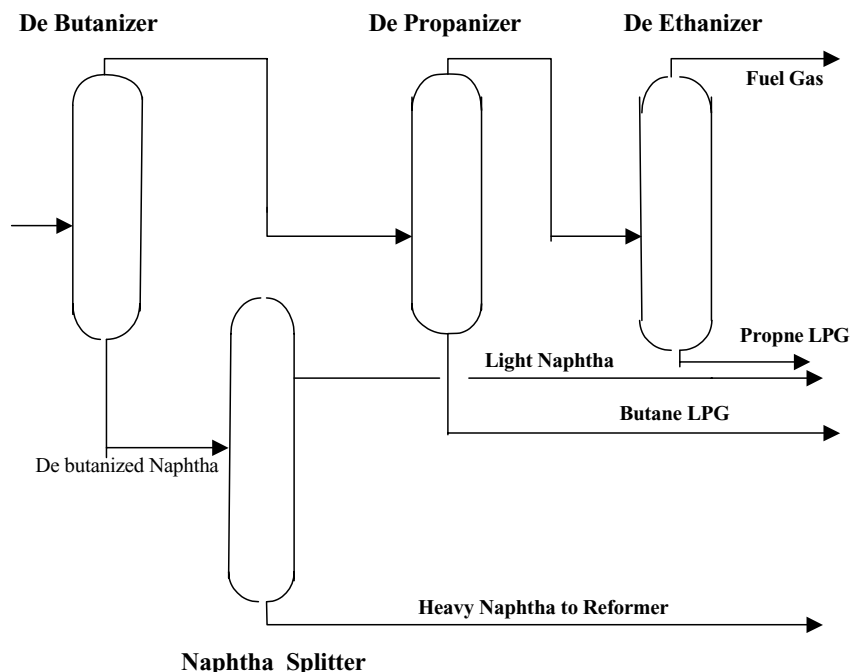 De Butanizer
De Propanizer
De Ethanizer
Fuel Gas
Propne LPG
Light Naphtha
Butane LPG
De butanized Naphtha
Heavy Naphtha to Reformer
Naphtha Splitter